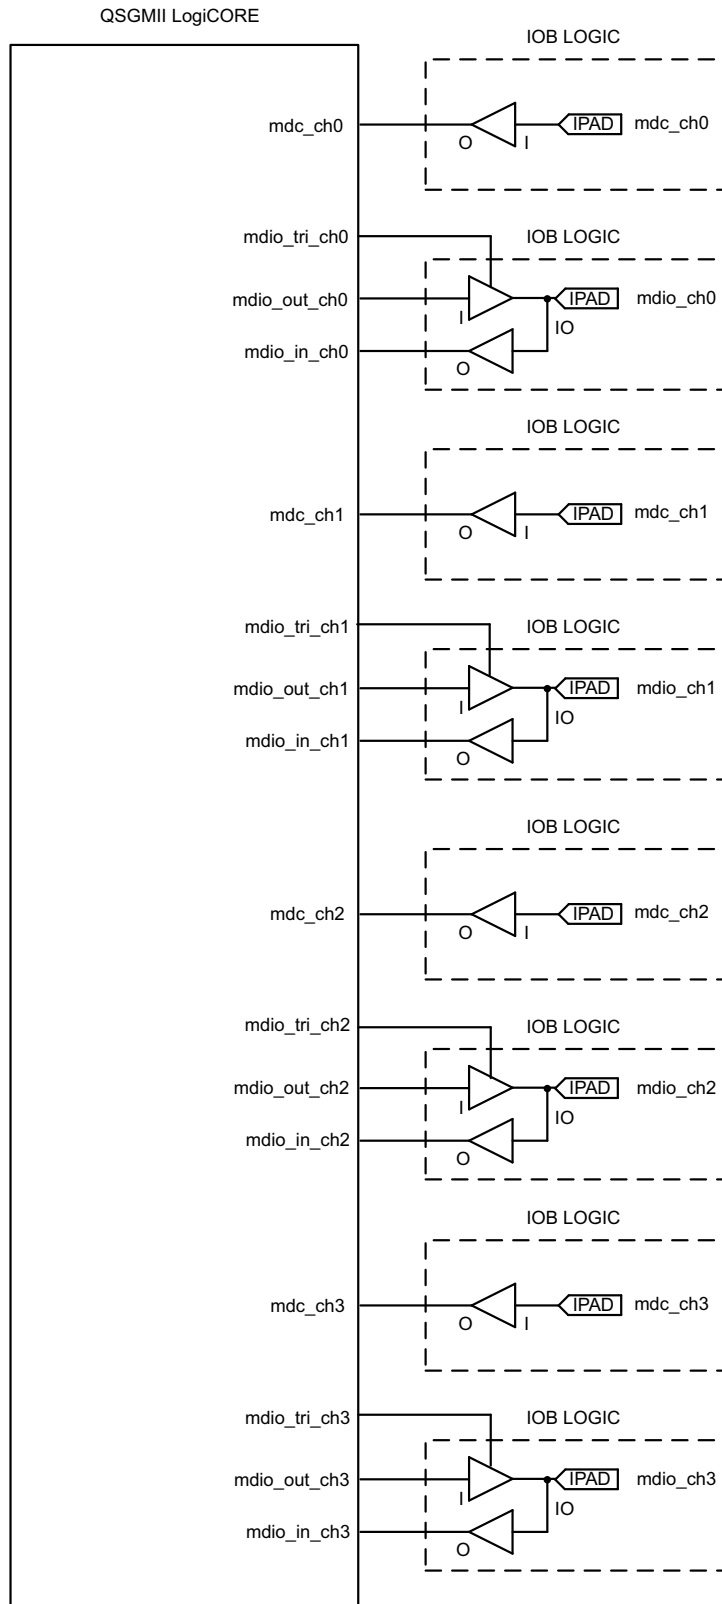 QSGMII LogiCORE
IOB LOGIC
mdc_ch0
O
I
IPAD
mdc_ch0
mdio_tri_ch0
IOB LOGIC
mdio_out_ch0
I
IPAD
mdio_ch0
IO
mdio_in_ch0
O
IOB LOGIC
mdc_ch1
O
I
IPAD
mdc_ch1
mdio_tri_ch1
IOB LOGIC
mdio_out_ch1
I
IPAD
mdio_ch1
IO
mdio_in_ch1
O
IOB LOGIC
mdc_ch2
O
I
IPAD
mdc_ch2
mdio_tri_ch2
IOB LOGIC
mdio_out_ch2
I
IPAD
mdio_ch2
IO
mdio_in_ch2
O
IOB LOGIC
mdc_ch3
O
I
IPAD
mdc_ch3
mdio_tri_ch3
IOB LOGIC
mdio_out_ch3
I
IPAD
mdio_ch3
IO
mdio_in_ch3
O